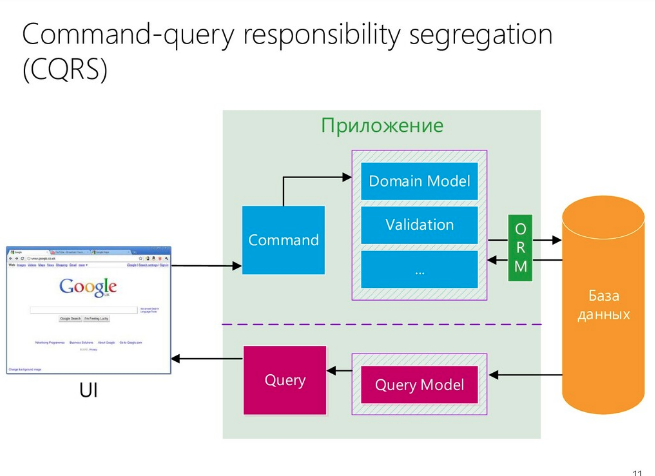 Command-query responsibility segregation
(CQRS)
Приложение
Domain Model
Command
Validation
...
O
R
M
База
данных
Google
Google Search
I'm Feeling Lucky
Query
Query Model
UI
11